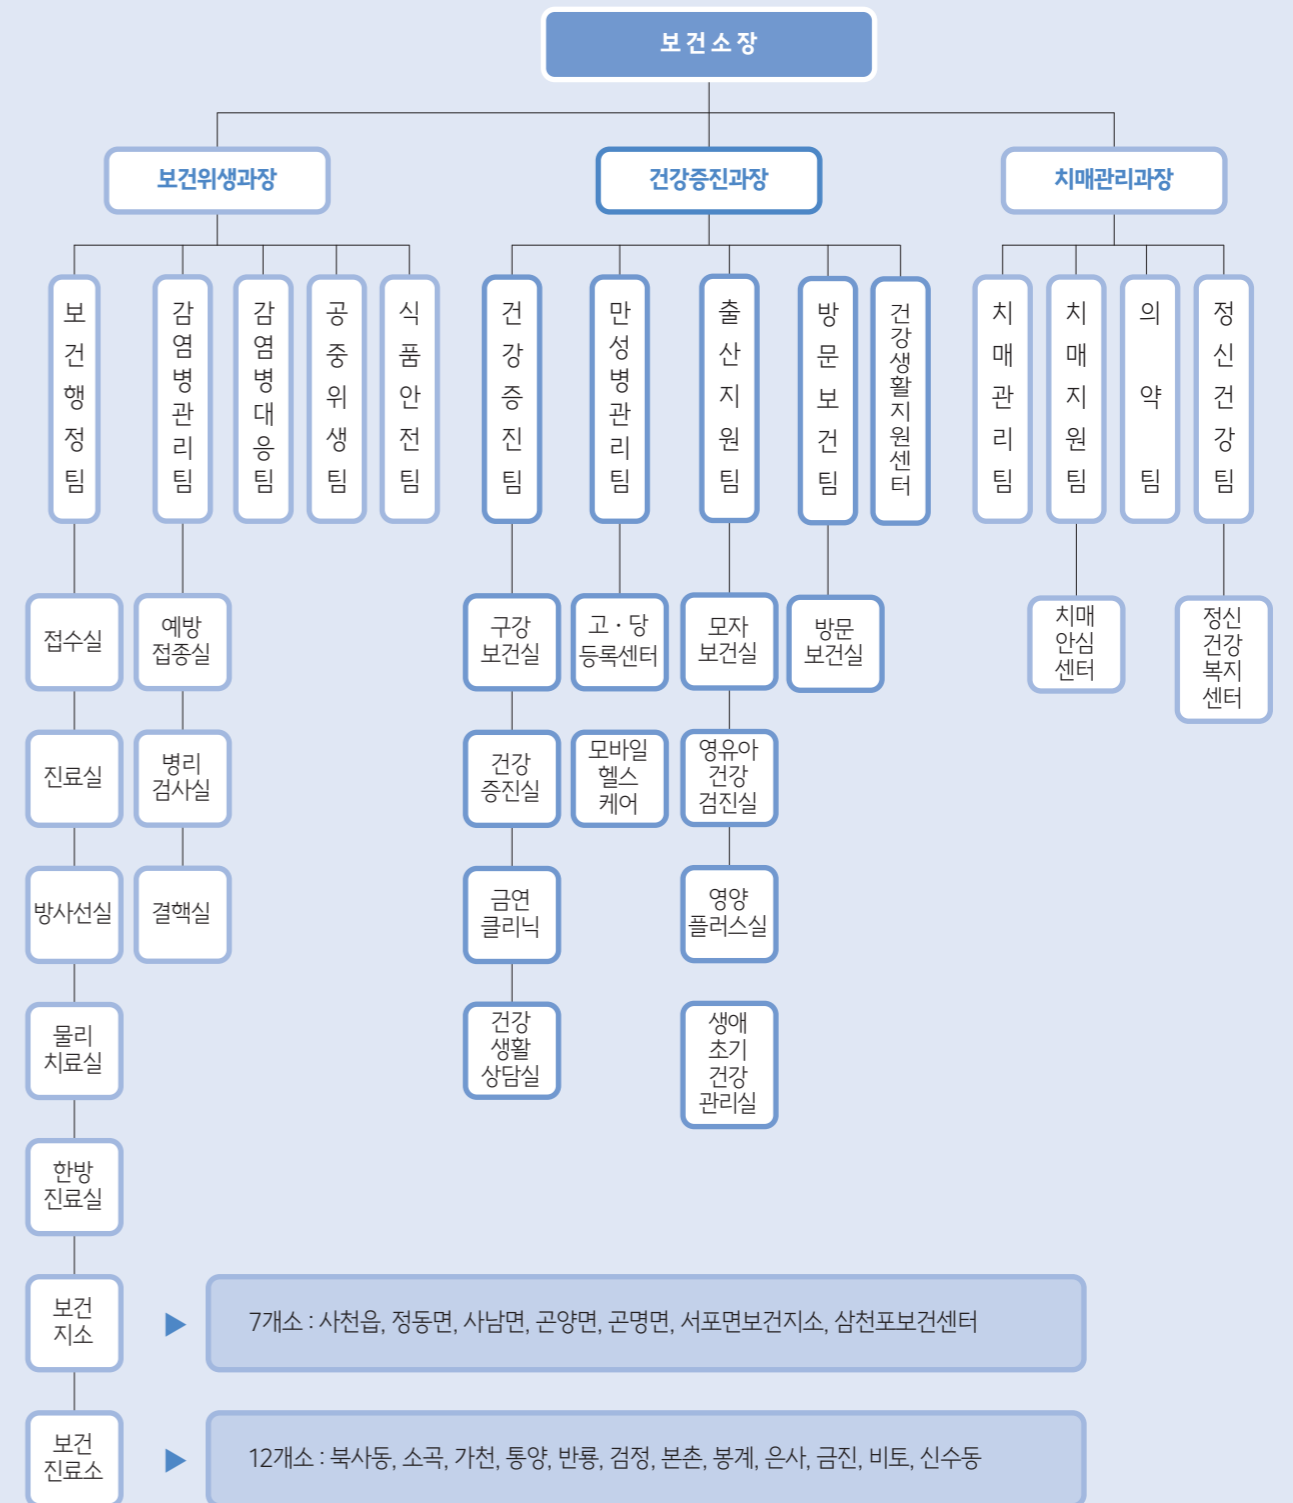 보건소장
보건위생과장
건강증진과장
치매관리과장
보건행정팀
감염병관리팀
감염병대응팀
공중위생팀
식품안전팀
건강증진팀
만성병관리팀
출산지원팀
방문보건팀
건강생활지원센터
치매관리팀
치매지원팀
의약팀
정신건강팀
접수실
예방
접종실
구강
보건실
고·당
등록센터
모자
보건실
방문
보건실
치매
안심
센터
정신
건강
복지
센터
진료실
병리
검사실
건강
증진실
모바일
헬스
케어
영유아
건강
검진실
방사선실
결핵실
금연
클리닉
영양
플러스실
물리
치료실
건강
생활
상담실
생애
초기
건강
관리실
한방
진료실
보건
지소
7개소 : 사천읍, 정동면, 사남면, 곤양면, 곤명면, 서포면보건지소, 삼천포보건센터
보건
진료소
12개소 : 북사동, 소곡, 가천, 통양, 반룡, 검정, 본촌, 봉계, 은사, 금진, 비토, 신수동